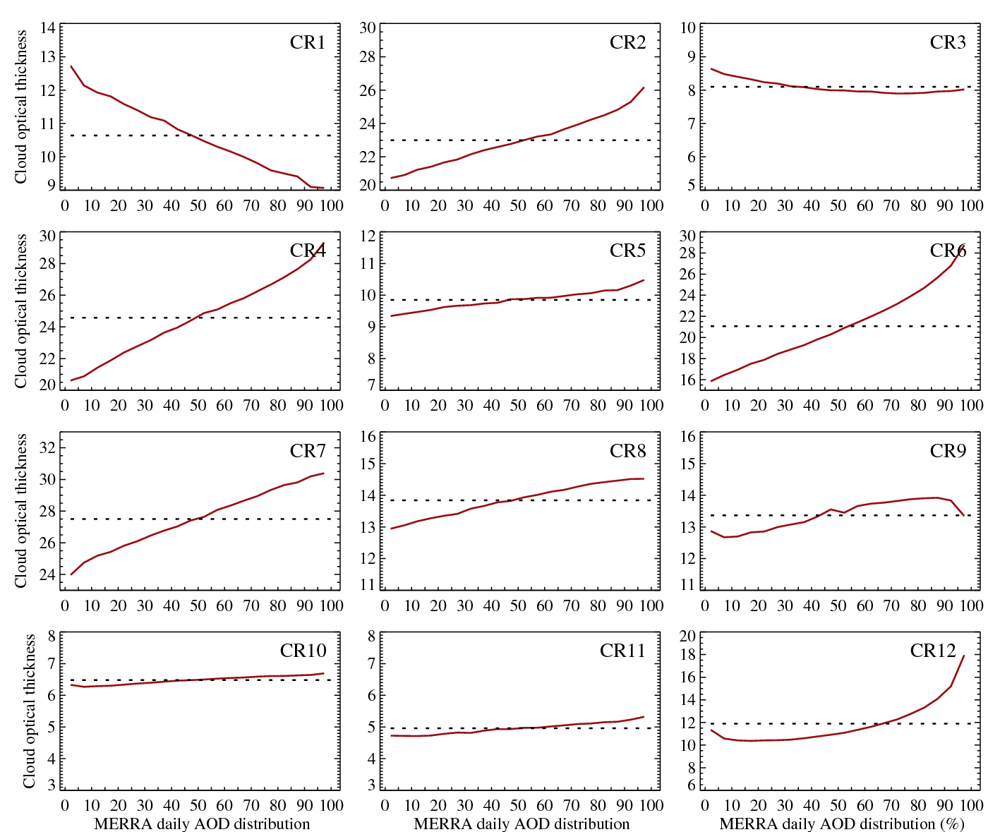 14 30 10
CR1 CR2 CR3
13 28 9
12 26 8
11 24 7
10 22 6
9 20 5
Cloud optical thickness
0 10 20 30 40 50 60 70 80 90 100 0 10 20 30 40 50 60 70 80 90 100 0 10 20 30 40 50 60 70 80 90 100
30 12 30
CR4 CR5 CR6
28 11 28
26 10 26
24 9 24
22 8 22
20 7 20
18
16
Cloud optical thickness
0 10 20 30 40 50 60 70 80 90 100 0 10 20 30 40 50 60 70 80 90 100 0 10 20 30 40 50 60 70 80 90 100
32 16 16
CR7 CR8 CR9
30 15 15
28 14 14
26 13 13
24 12 12
11 11
Cloud optical thickness
0 10 20 30 40 50 60 70 80 90 100 0 10 20 30 40 50 60 70 80 90 100 0 10 20 30 40 50 60 70 80 90 100
8 8 20
CR10 CR11 CR12
7 7 18
6 6 16
5 5 14
4 4 12
3 3 10
8
6
Cloud optical thickness
0 10 20 30 40 50 60 70 80 90 100 0 10 20 30 40 50 60 70 80 90 100 0 10 20 30 40 50 60 70 80 90 100
MERRA daily AOD distribution MERRA daily AOD distribution MERRA daily AOD distribution (%)